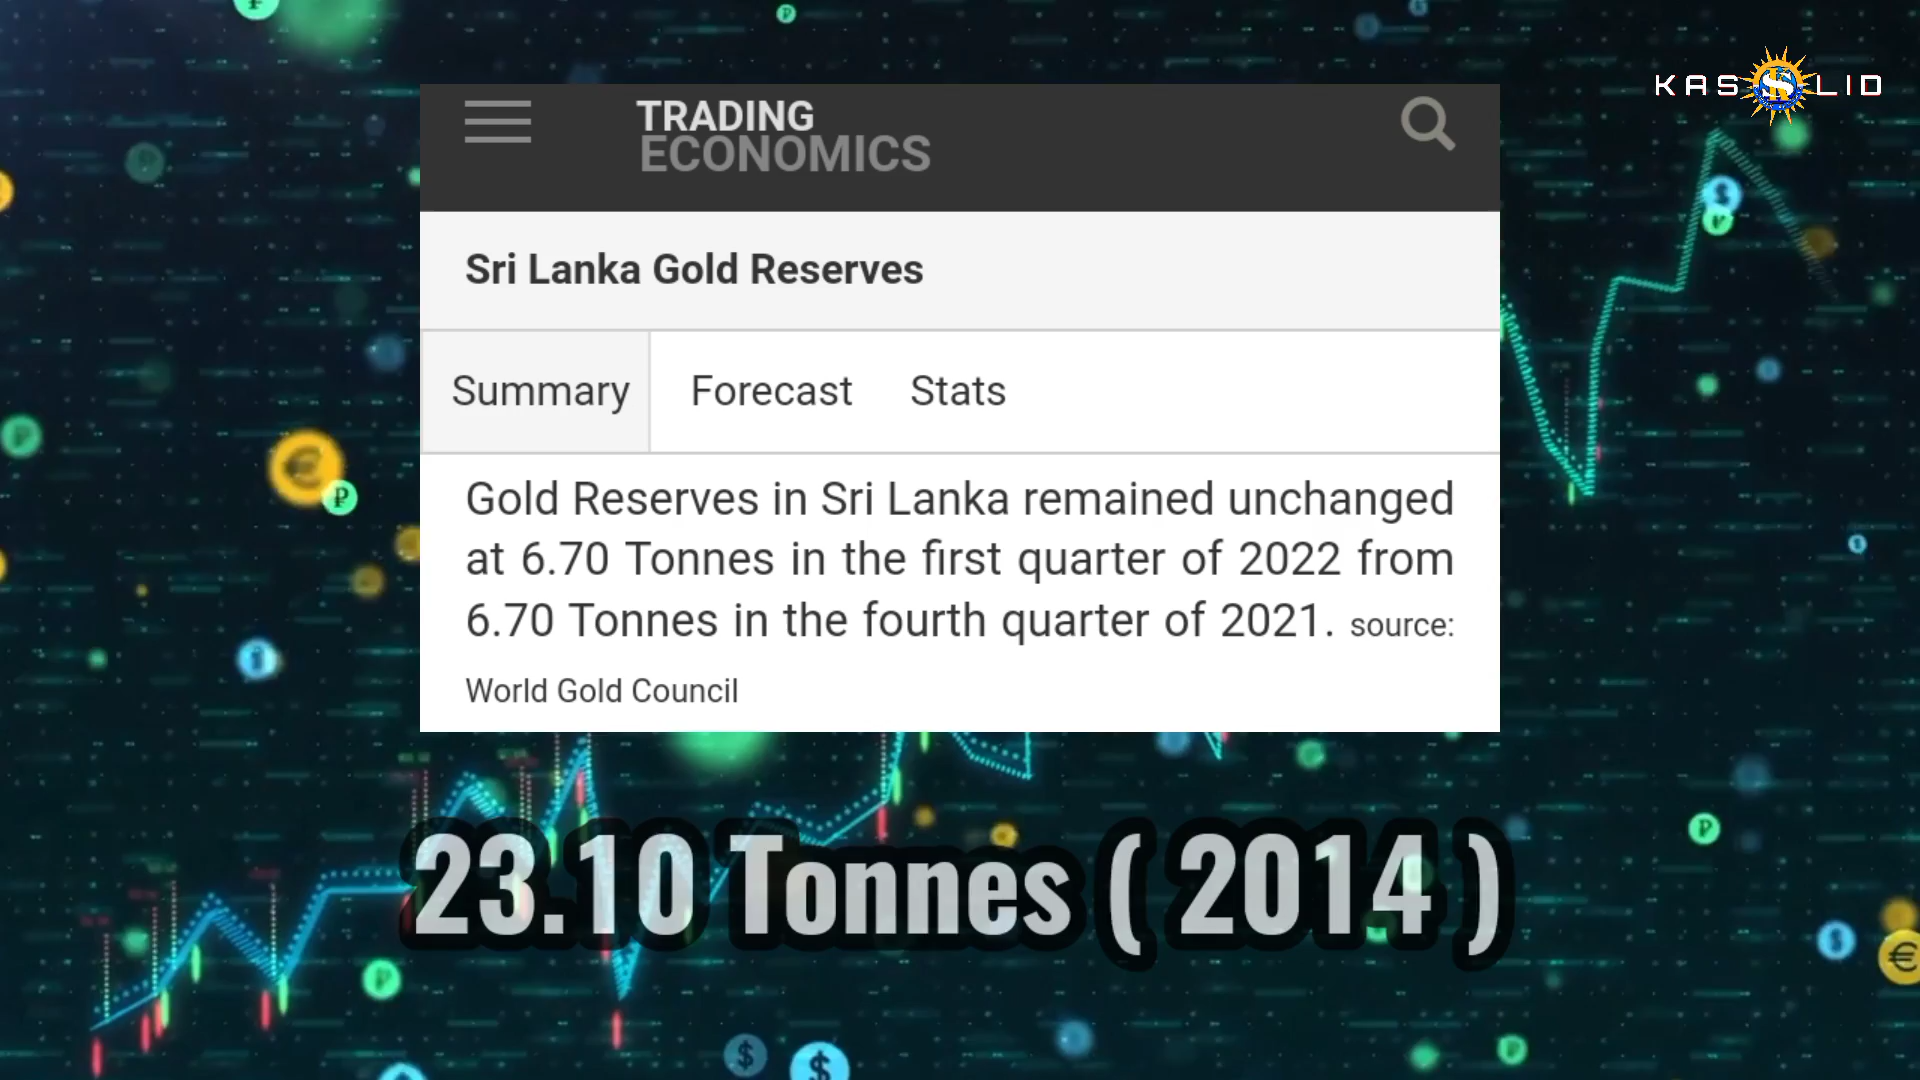 KAS LID
TRADING
ECONOMICS
Sri Lanka Gold Reserves
Summary Forecast Stats
Gold Reserves in Sri Lanka remained unchanged
at 6.70 Tonnes in the first quarter of 2022 from
6.70 Tonnes in the fourth quarter of 2021. source:
World Gold Council
23.10 Tonnes ( 2014 )